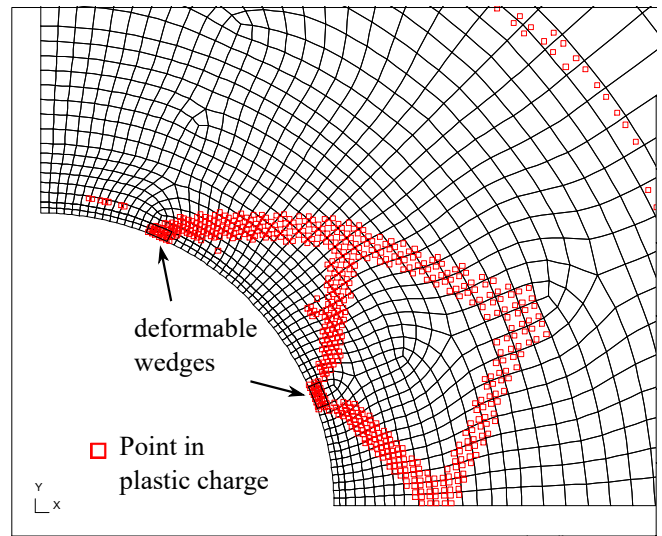 deformable
wedges
Point in
plastic charge
Y
X